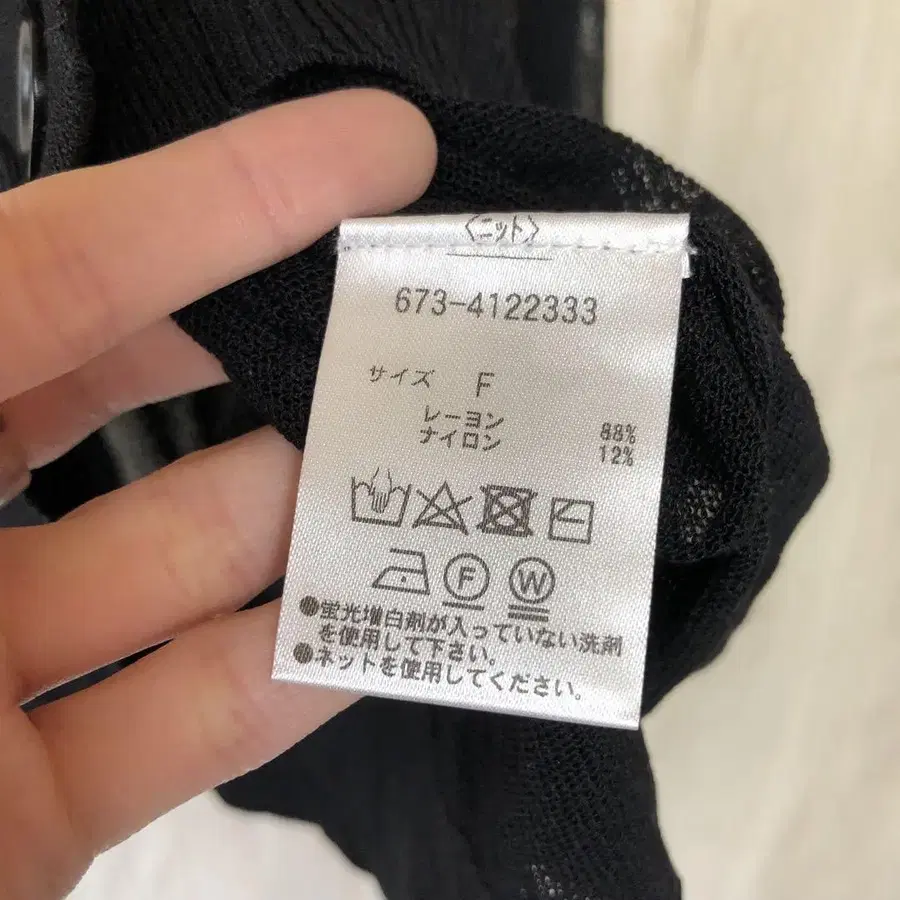 〈ニット〉
673-4122333
サイズ F
レーヨン 88%
ナイロン 12%
F W
●蛍光増白剤が入っていない洗剤
を使用して下さい。
●ネットを使用してください。